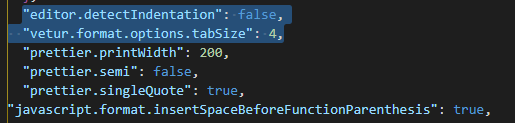 "editor.detectIndentation": false,
"vetur.format.options.tabSize": 4,
"prettier.printWidth": 200,
"prettier.semi": false,
"prettier.singleQuote": true,
"javascript.format.insertSpaceBeforeFunctionParenthesis": true,